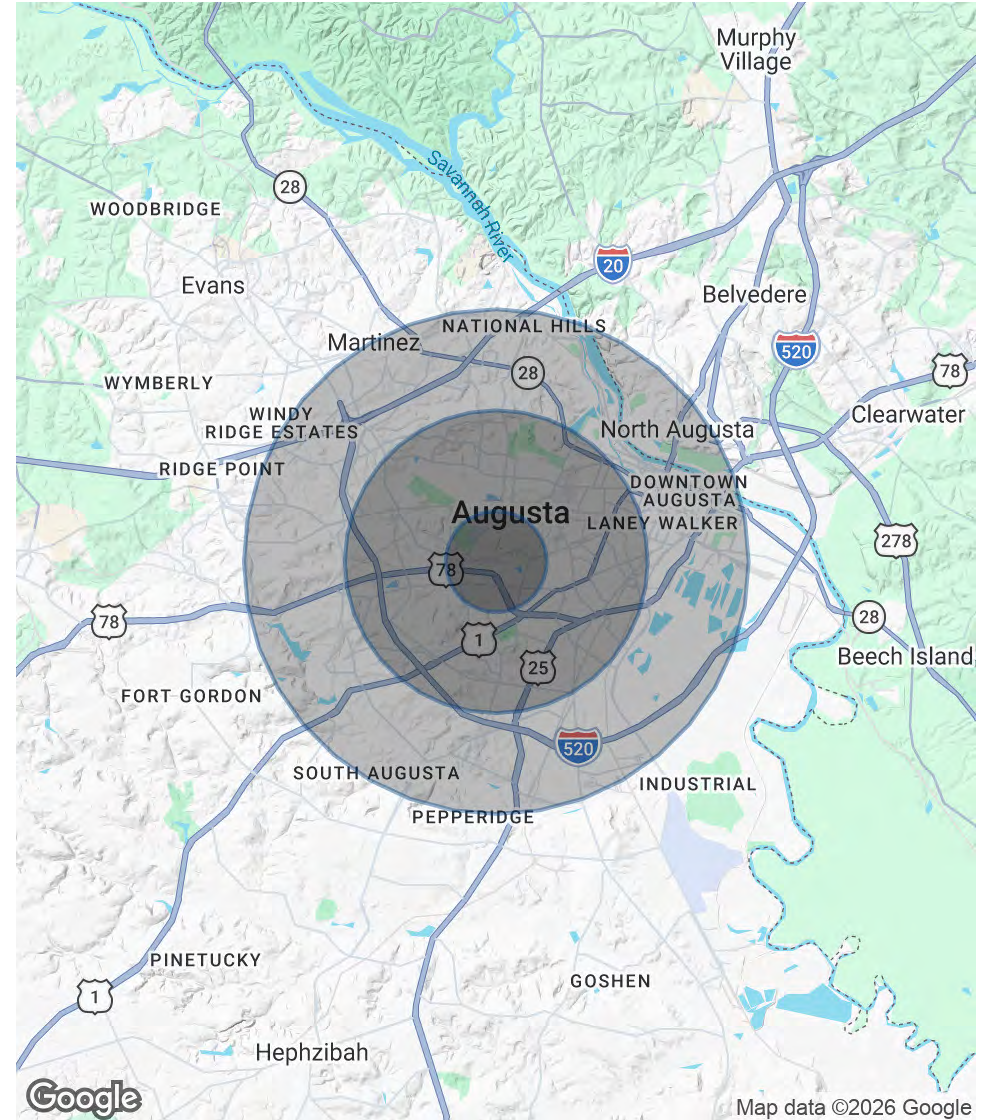 Murphy
Village
Savannah River
28
WOODBRIDGE
20
Evans
Belvedere
NATIONAL HILLS
Martinez
520
28
78
WYMBERLY
WINDY
RIDGE ESTATES
Clearwater
North Augusta
RIDGE POINT
DOWNTOWN
AUGUSTA
Augusta
LANEY WALKER
278
78
78
28
1
Beech Island
25
FORT GORDON
520
SOUTH AUGUSTA
INDUSTRIAL
PEPPERIDGE
PINETUCKY
GOSHEN
1
Hephzibah
Google
Map data ©2026 Google